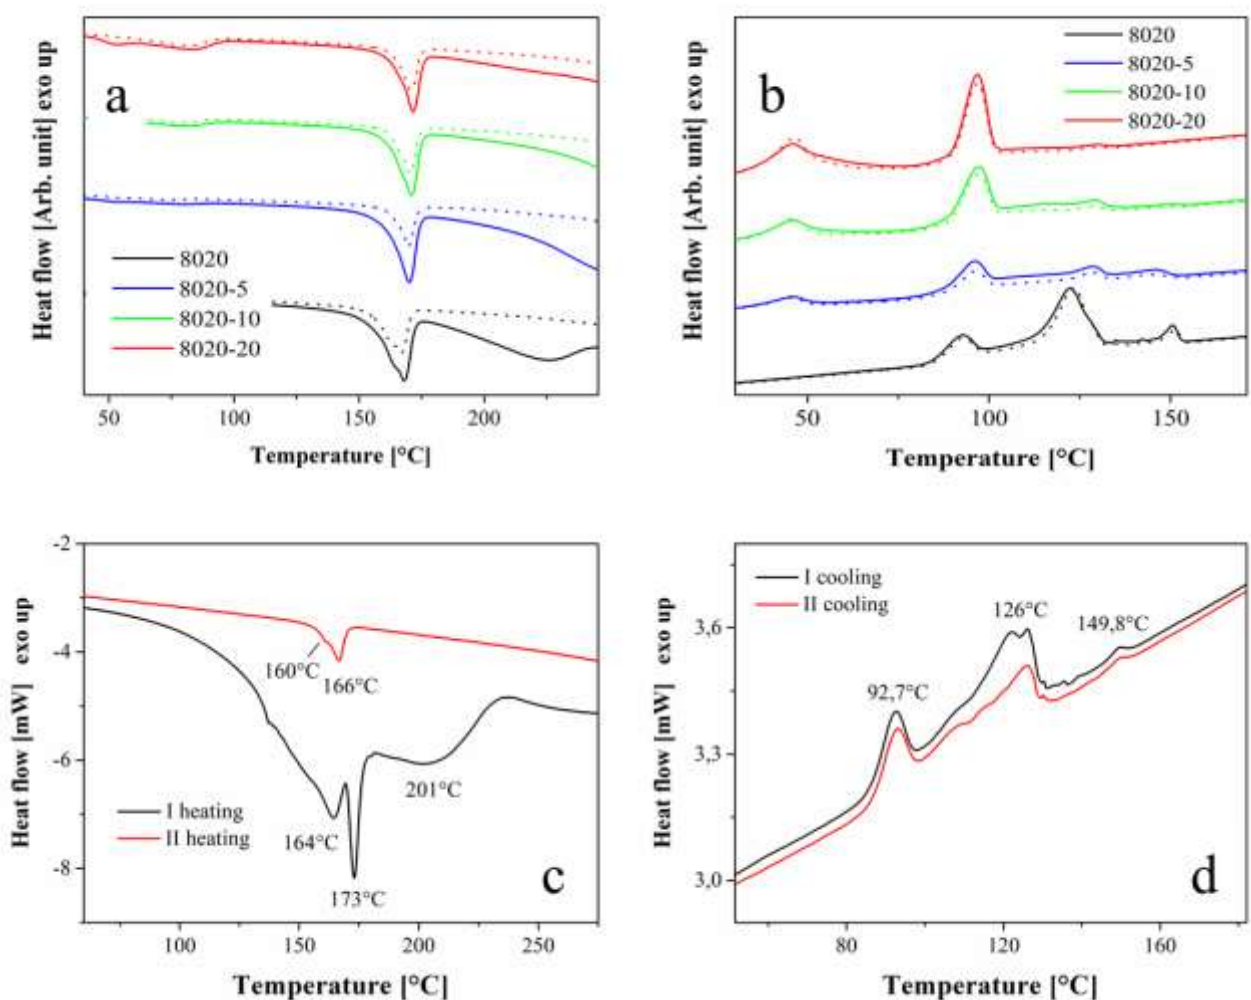 a
Heat flow [Arb. unit] exo up
8020
8020-5
8020-10
8020-20
50
100
150
200
Temperature [°C]
b
Heat flow [Arb. unit] exo up
8020
8020-5
8020-10
8020-20
50
100
150
Temperature [°C]
-2
-4
-6
-8
Heat flow [mW] exo up
160°C
166°C
201°C
I heating
II heating
164°C
173°C
c
100
150
200
250
Temperature [°C]
3,6
3,3
3,0
Heat flow [mW] exo up
I cooling
II cooling
126°C
149,8°C
92,7°C
d
80
120
160
Temperature [°C]